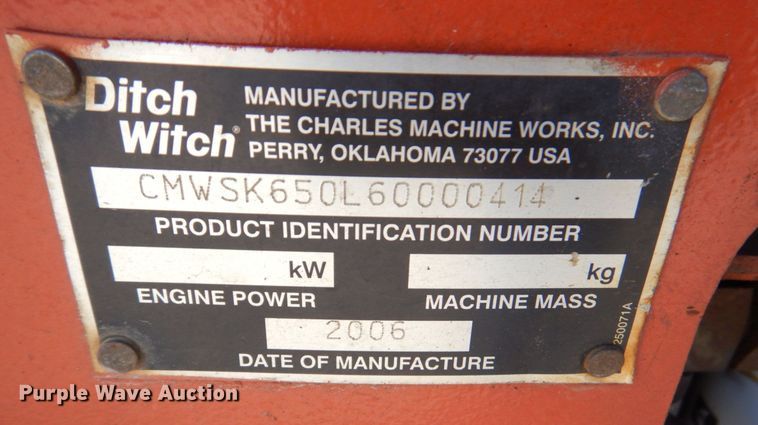 Ditch
Witch®
MANUFACTURED BY
THE CHARLES MACHINE WORKS, INC.
PERRY, OKLAHOMA 73077 USA
CMWSK650L60000414
PRODUCT IDENTIFICATION NUMBER
kW
kg
ENGINE POWER
MACHINE MASS
2006
DATE OF MANUFACTURE
250071A
Purple Wave Auction